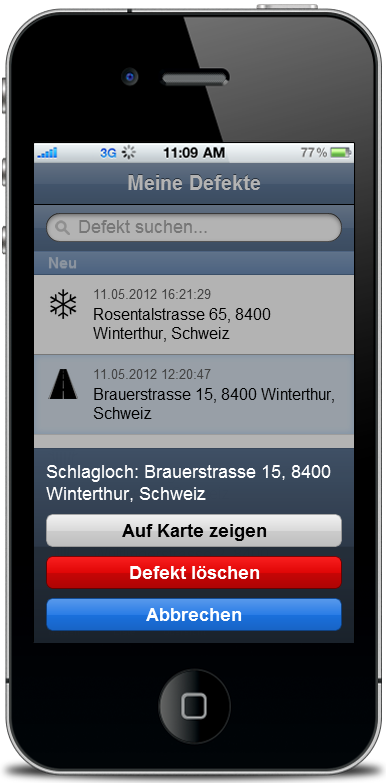 3G 11:09 AM 77%
Meine Defekte
Defekt suchen...
Neu
11.05.2012 16:21:29
Rosentalstrasse 65, 8400
Winterthur, Schweiz
11.05.2012 12:20:47
Brauerstrasse 15, 8400 Winterthur,
Schweiz
Schlagloch: Brauerstrasse 15, 8400
Winterthur, Schweiz
Auf Karte zeigen
Defekt löschen
Abbrechen